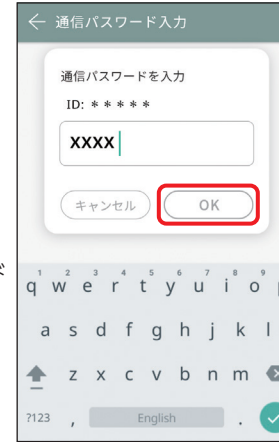 ← 通信パスワード入力
通信パスワードを入力
ID: ＊＊＊＊＊
XXXX
キャンセル OK
1 2 3 4 5 6 7 8 9
q w e r t y u i o
a s d f g h j k l
z x c v b n m
?123 , English .